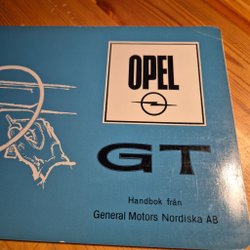 OPEL
GT
Handbok från
General Motors Nordiska AB